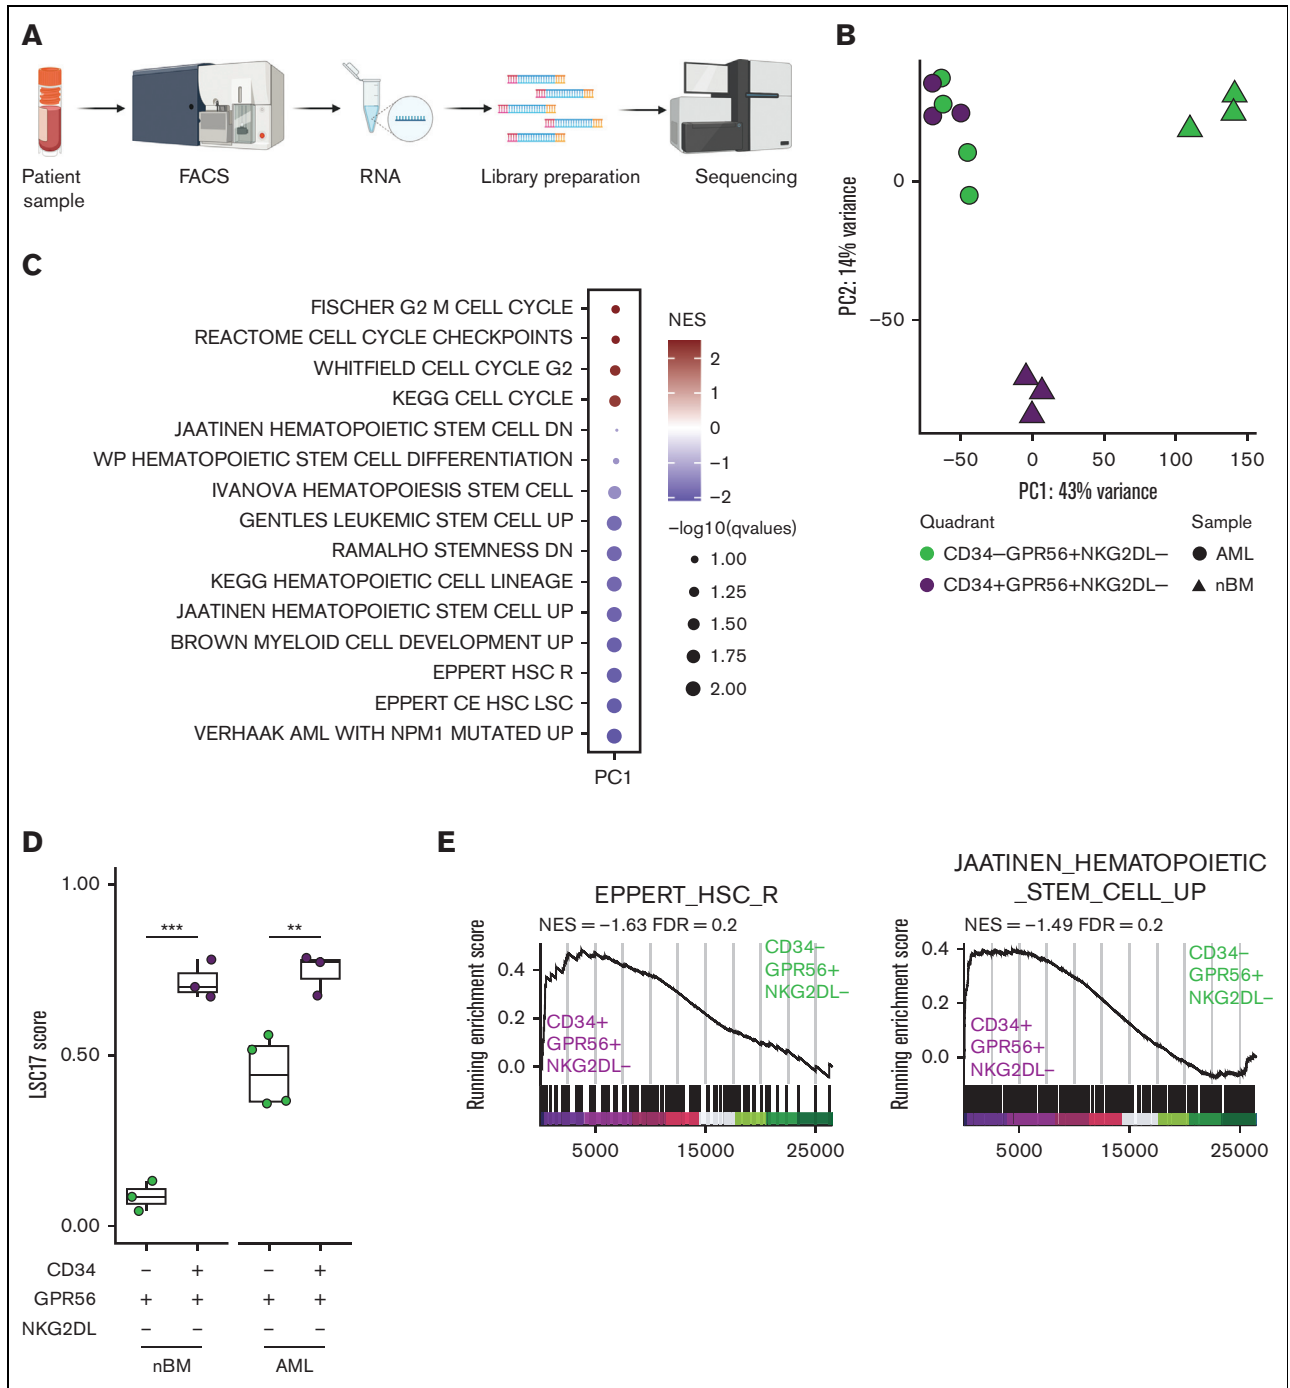 A
Patient
sample
FACS
RNA
Library preparation
Sequencing
B
PC2: 14% variance
0
−50
−50
0
50
100
150
PC1: 43% variance
Quadrant
CD34−GPR56+NKG2DL−
CD34+GPR56+NKG2DL−
Sample
AML
nBM
C
FISCHER G2 M CELL CYCLE
REACTOME CELL CYCLE CHECKPOINTS
WHITFIELD CELL CYCLE G2
KEGG CELL CYCLE
JAATINEN HEMATOPOIETIC STEM CELL DN
WP HEMATOPOIETIC STEM CELL DIFFERENTIATION
IVANOVA HEMATOPOIESIS STEM CELL
GENTLES LEUKEMIC STEM CELL UP
RAMALHO STEMNESS DN
KEGG HEMATOPOIETIC CELL LINEAGE
JAATINEN HEMATOPOIETIC STEM CELL UP
BROWN MYELOID CELL DEVELOPMENT UP
EPPERT HSC R
EPPERT CE HSC LSC
VERHAAK AML WITH NPM1 MUTATED UP
PC1
NES
2
1
0
−1
−2
−log10(qvalues)
1.00
1.25
1.50
1.75
2.00
D
LSC17 score
1.00
0.50
0.00
***
**
CD34 − + − +
GPR56 + + + +
NKG2DL − − − −
nBM
AML
E
EPPERT_HSC_R
NES = −1.63 FDR = 0.2
Running enrichment score
0.4
0.2
0.0
CD34−
GPR56+
NKG2DL−
CD34+
GPR56+
NKG2DL−
5000
15000
25000
JAATINEN_HEMATOPOIETIC
_STEM_CELL_UP
NES = −1.49 FDR = 0.2
Running enrichment score
0.4
0.2
0.0
CD34−
GPR56+
NKG2DL−
CD34+
GPR56+
NKG2DL−
5000
15000
25000